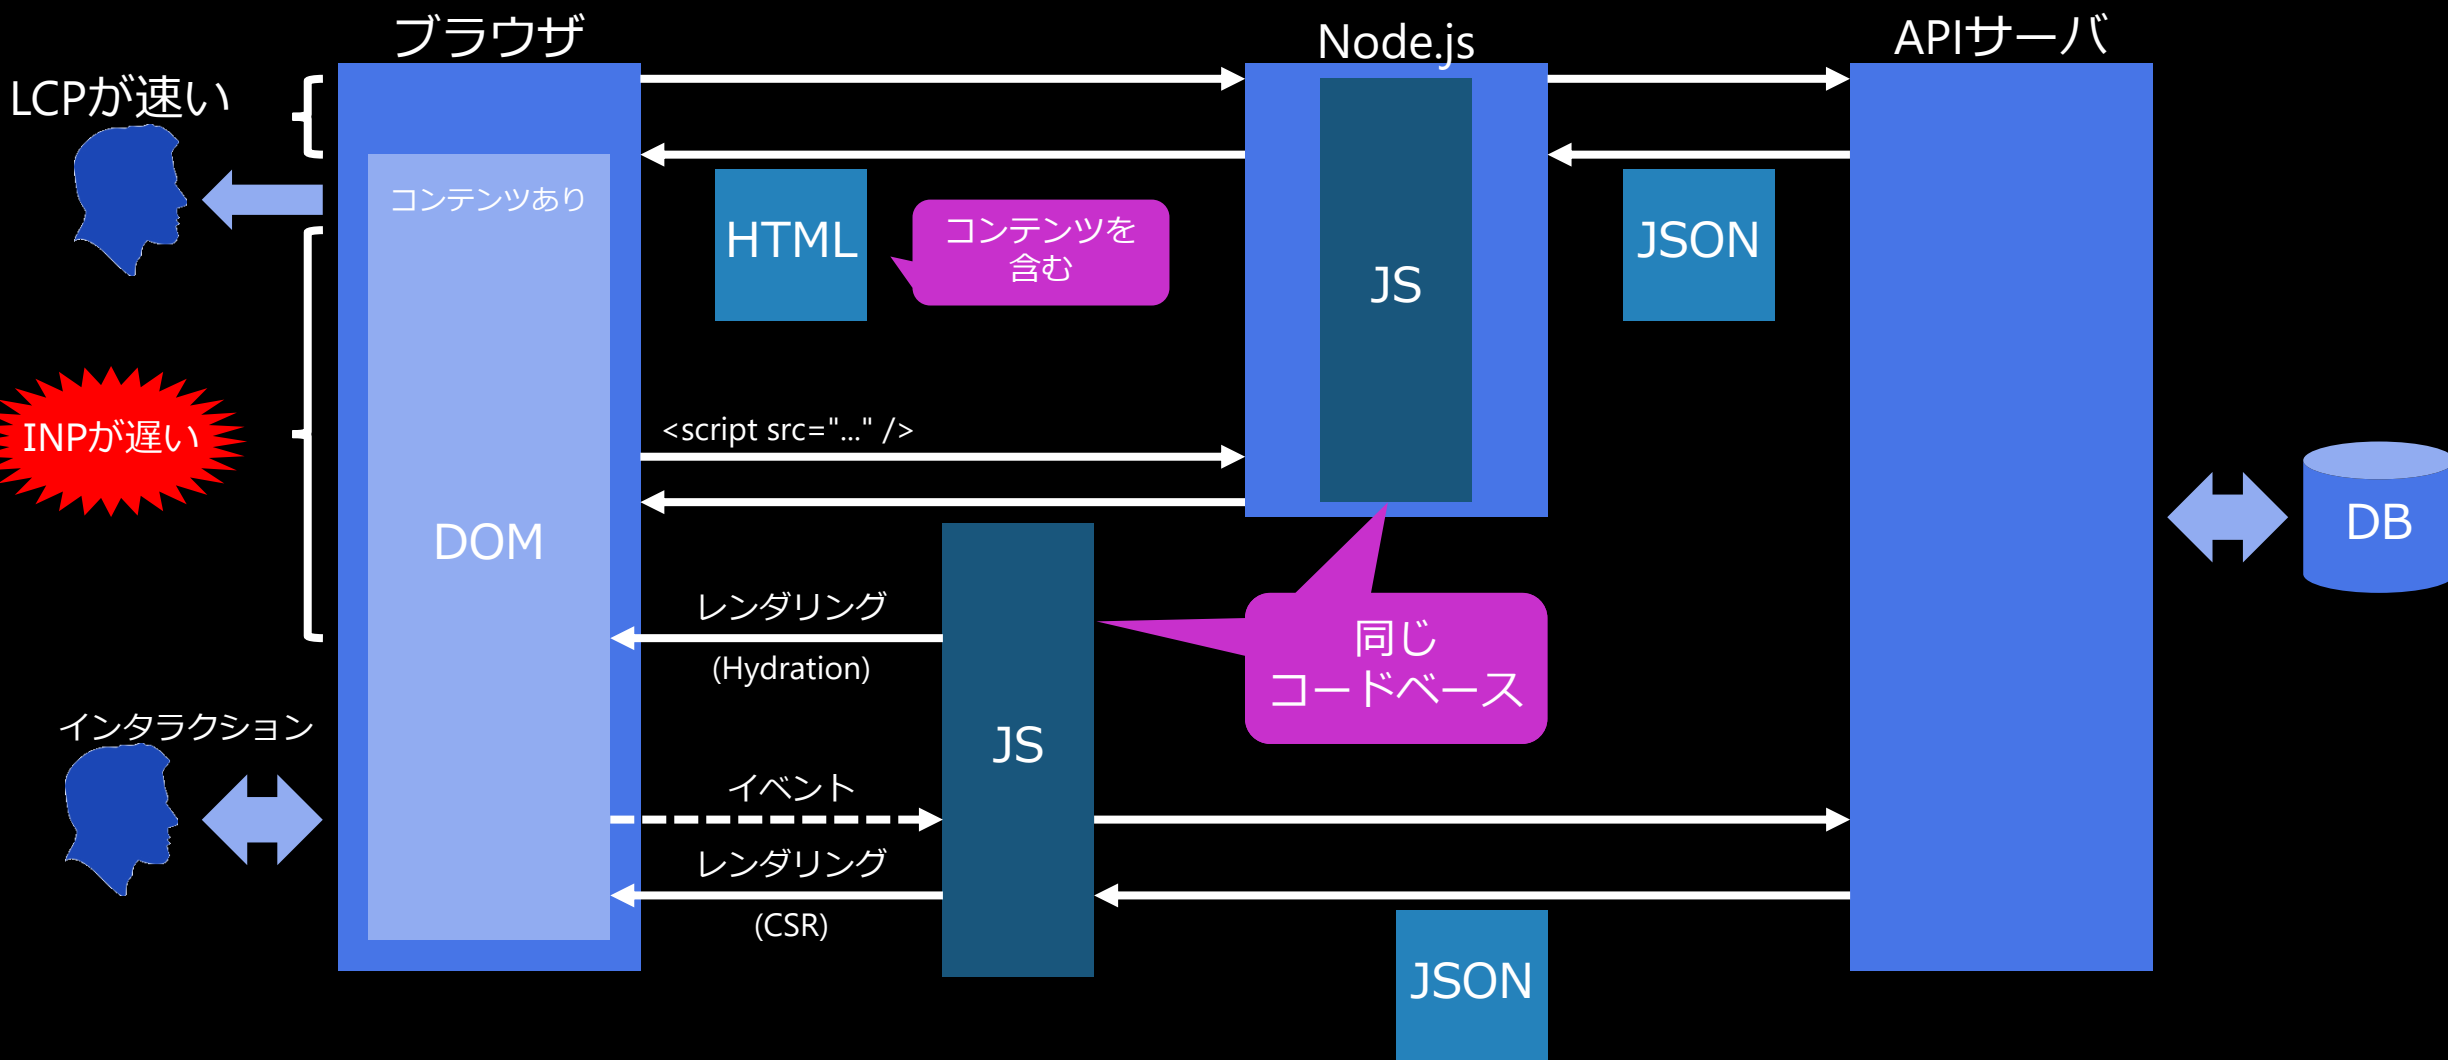 ブラウザ
Node.js
APIサーバ
LCPが速い
コンテンツあり
HTML
コンテンツを
含む
JS
JSON
<script src="..." />
INPが遅い
DOM
DB
レンダリング
(Hydration)
同じ
コードベース
インタラクション
JS
イベント
レンダリング
(CSR)
JSON